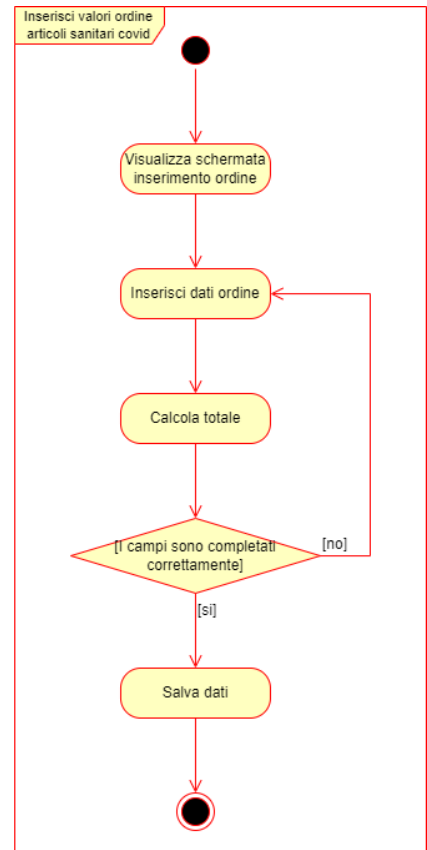 Inserisci valori ordine
articoli sanitari covid
Visualizza schermata
inserimento ordine
Inserisci dati ordine
Calcola totale
[I campi sono completati
correttamente]
[no]
[si]
Salva dati